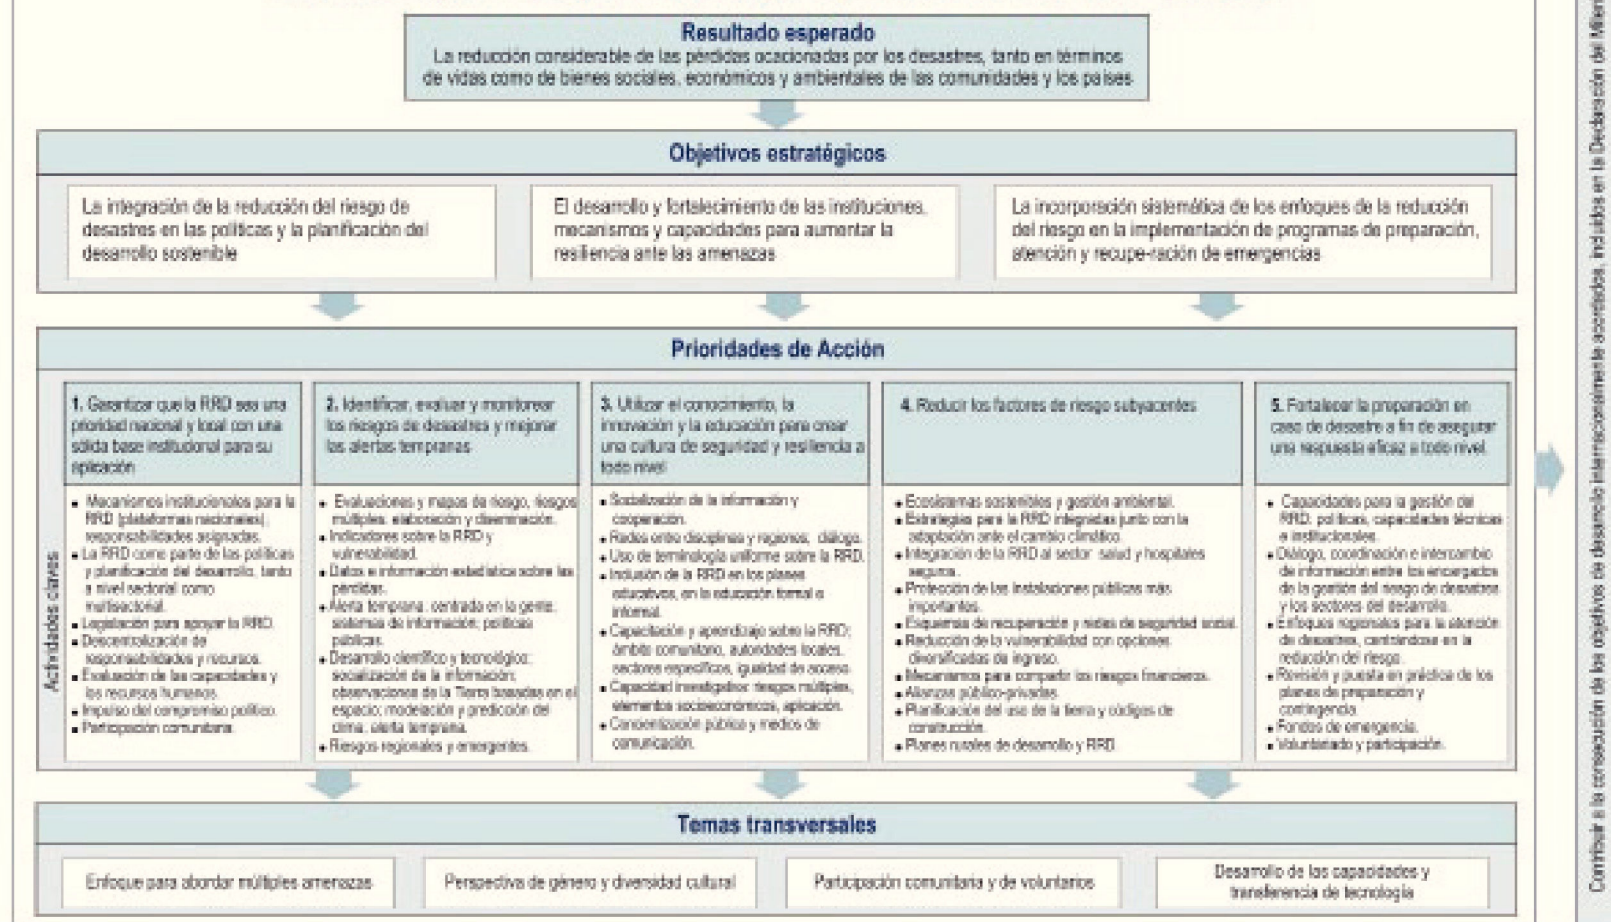 Resultado esperado
La reducción considerable de las pérdidas ocacionadas por los desastres, tanto en términos
de vidas como de bienes sociales, económicos y ambientales de las comunidades y los países
Objetivos estratégicos
La integración de la reducción del riesgo de
desastres en las políticas y la planificación del
desarrollo sostenible
El desarrollo y fortalecimiento de las instituciones,
mecanismos y capacidades para aumentar la
resiliencia ante las amenazas
La incorporación sistemática de los enfoques de la reducción
del riesgo en la implementación de programas de preparación,
atención y recupe-ración de emergencias
Prioridades de Acción
Actividades claves
1. Garantizar que la RRD sea una
prioridad nacional y local con una
sólida base institucional para su
aplicación
• Mecanismos institucionales para la
RRD (plataformas nacionales);
responsabilidades asignadas.
• La RRD como parte de las políticas
y planificación del desarrollo, tanto
a nivel sectorial como
multisectorial.
• Legislación para apoyar la RRD.
• Descentralización de
responsabilidades y recursos.
• Evaluación de las capacidades y
los recursos humanos.
• Impulso del compromiso político.
• Participación comunitaria.
2. Identificar, evaluar y monitorear
los riesgos de desastres y mejorar
las alertas tempranas
• Evaluaciones y mapas de riesgo, riesgos
múltiples: elaboración y diseminación.
• Indicadores sobre la RRD y
vulnerabilidad.
• Datos e información estadística sobre las
pérdidas.
• Alerta temprana: centrada en la gente;
sistemas de información; políticas
públicas.
• Desarrollo científico y tecnológico;
socialización de la información;
observaciones de la Tierra basadas en el
espacio; modelación y predicción del
clima; alerta temprana.
• Riesgos regionales y emergentes.
3. Utilizar el conocimiento, la
innovación y la educación para crear
una cultura de seguridad y resiliencia a
todo nivel
• Socialización de la información y
cooperación.
• Redes entre disciplinas y regiones; diálogo.
• Uso de terminología uniforme sobre la RRD.
• Inclusión de la RRD en los planes
educativos, en la educación formal e
informal.
• Capacitación y aprendizaje sobre la RRD:
ámbito comunitario, autoridades locales,
sectores específicos, igualdad de acceso.
• Capacidad investigativa: riesgos múltiples,
elementos socioeconómicos, aplicación.
• Concientización pública y medios de
comunicación.
4. Reducir los factores de riesgo subyacentes
• Ecosistemas sostenibles y gestión ambiental.
• Estrategias para la RRD integradas junto con la
adaptación ante el cambio climático.
• Integración de la RRD al sector salud y hospitales
seguros.
• Protección de las instalaciones públicas más
importantes.
• Esquemas de recuperación y redes de seguridad social.
• Reducción de la vulnerabilidad con opciones
diversificadas de ingreso.
• Mecanismos para compartir los riesgos financieros.
• Alianzas público-privadas.
• Planificación del uso de la tierra y códigos de
construcción.
• Planes rurales de desarrollo y RRD.
5. Fortalecer la preparación en
caso de desastre a fin de asegurar
una respuesta eficaz a todo nivel
• Capacidades para la gestión del
RRD: políticas, capacidades técnicas
e institucionales.
• Diálogo, coordinación e intercambio
de información entre los encargados
de la gestión del riesgo de desastres
y los sectores del desarrollo.
• Enfoques regionales para la atención
de desastres, centrándose en la
reducción del riesgo.
• Revisión y puesta en práctica de los
planes de preparación y
contingencia.
• Fondos de emergencia.
• Voluntariado y participación.
Temas transversales
Enfoque para abordar múltiples amenazas
Perspectiva de género y diversidad cultural
Participación comunitaria y de voluntarios
Desarrollo de las capacidades y
transferencia de tecnología
Contribuir a la consecución de los objetivos de desarrollo internacionalmente acordados, incluidos en la Declaración del